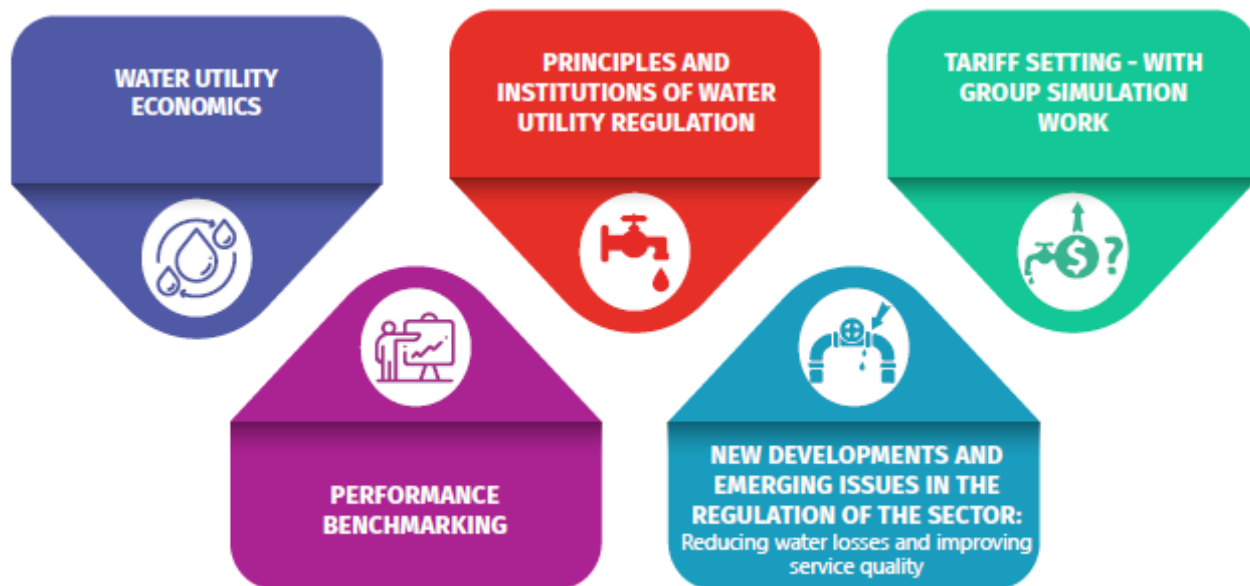 WATER UTILITY
ECONOMICS
PRINCIPLES AND
INSTITUTIONS OF WATER
UTILITY REGULATION
TARIFF SETTING - WITH
GROUP SIMULATION
WORK
$ ?
PERFORMANCE
BENCHMARKING
NEW DEVELOPMENTS AND
EMERGING ISSUES IN THE
REGULATION OF THE SECTOR:
Reducing water losses and improving
service quality